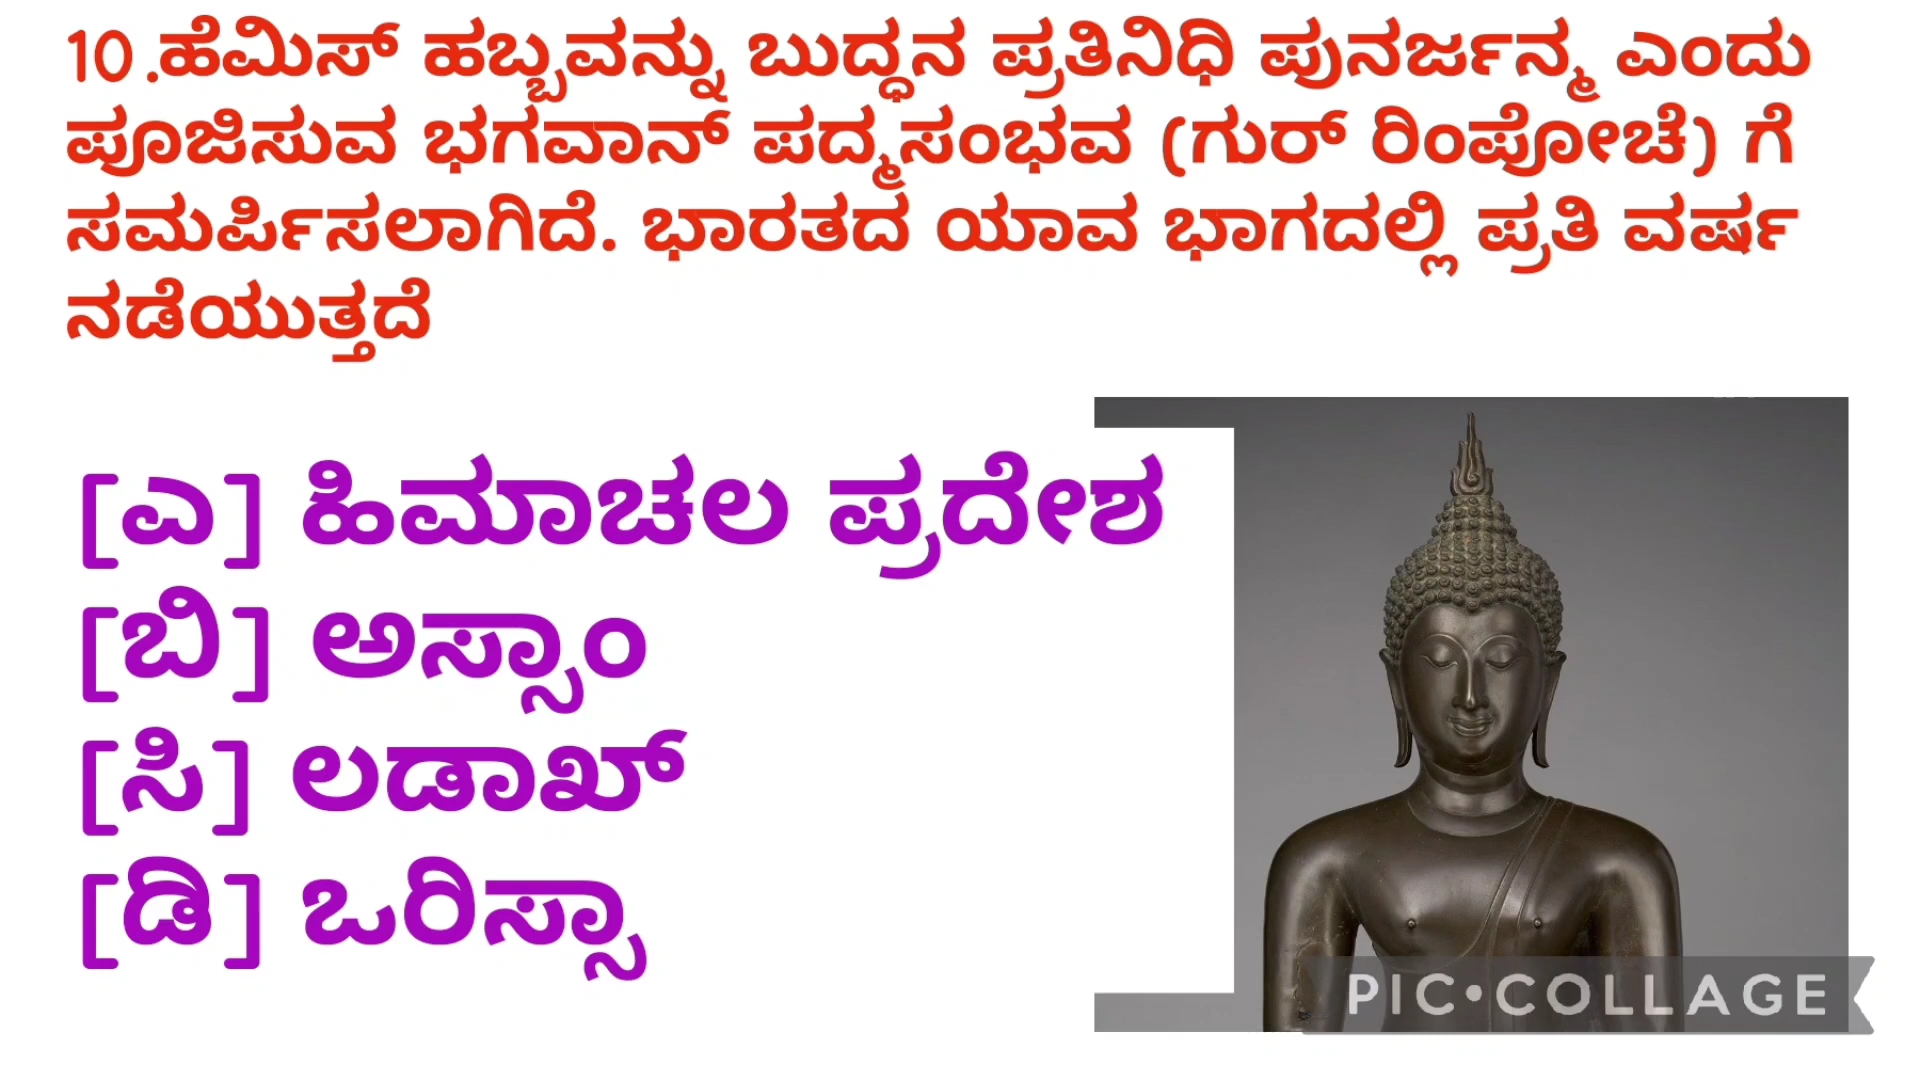 10.ಹೆಮಿಸ್ ಹಬ್ಬವನ್ನು ಬುದ್ಧನ ಪ್ರತಿನಿಧಿ ಪುನರ್ಜನ್ಮ ಎಂದು
ಪೂಜಿಸುವ ಭಗವಾನ್ ಪದ್ಮಸಂಭವ (ಗುರ್ ರಿಂಪೋಚೆ) ಗೆ
ಸಮರ್ಪಿಸಲಾಗಿದೆ. ಭಾರತದ ಯಾವ ಭಾಗದಲ್ಲಿ ಪ್ರತಿ ವರ್ಷ
ನಡೆಯುತ್ತದೆ
[ಎ] ಹಿಮಾಚಲ ಪ್ರದೇಶ
[ಬಿ] ಅಸ್ಸಾಂ
[ಸಿ] ಲಡಾಖ್
[ಡಿ] ಒರಿಸ್ಸಾ
PIC•COLLAGE